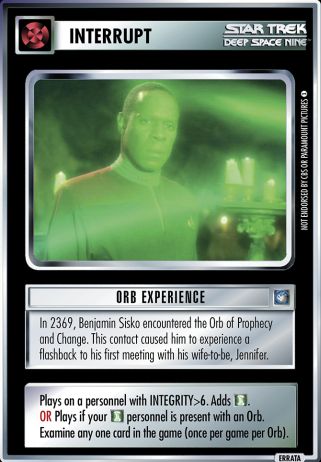 INTERRUPT
STAR TREK
DEEP SPACE NINE™
NOT ENDORSED BY CBS OR PARAMOUNT PICTURES
ORB EXPERIENCE
In 2369, Benjamin Sisko encountered the Orb of Prophecy
and Change. This contact caused him to experience a
flashback to his first meeting with his wife-to-be, Jennifer.
Plays on a personnel with INTEGRITY>6. Adds .
OR Plays if your personnel is present with an Orb.
Examine any one card in the game (once per game per Orb).
ERRATA